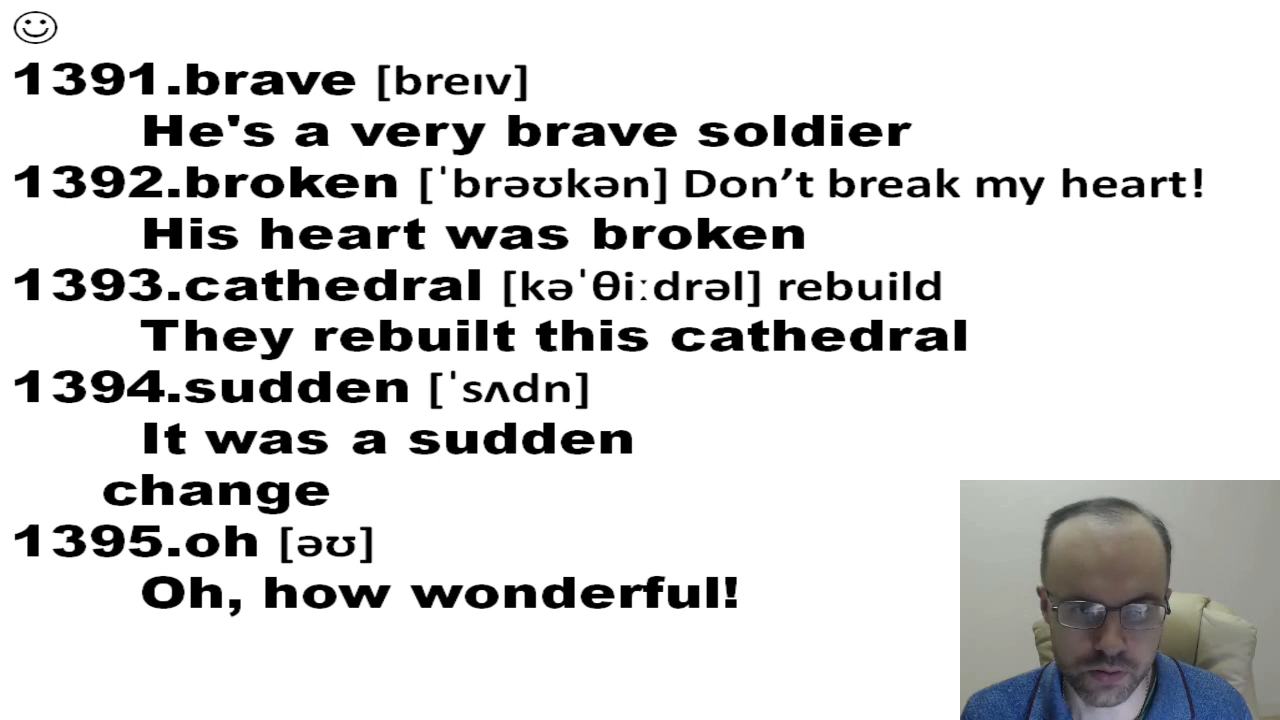 1391.brave [breɪv]
He's a very brave soldier
1392.broken [ˈbrəʊkən] Don’t break my heart!
His heart was broken
1393.cathedral [kəˈθiːdrəl] rebuild
They rebuilt this cathedral
1394.sudden [ˈsʌdn]
It was a sudden
change
1395.oh [əʊ]
Oh, how wonderful!